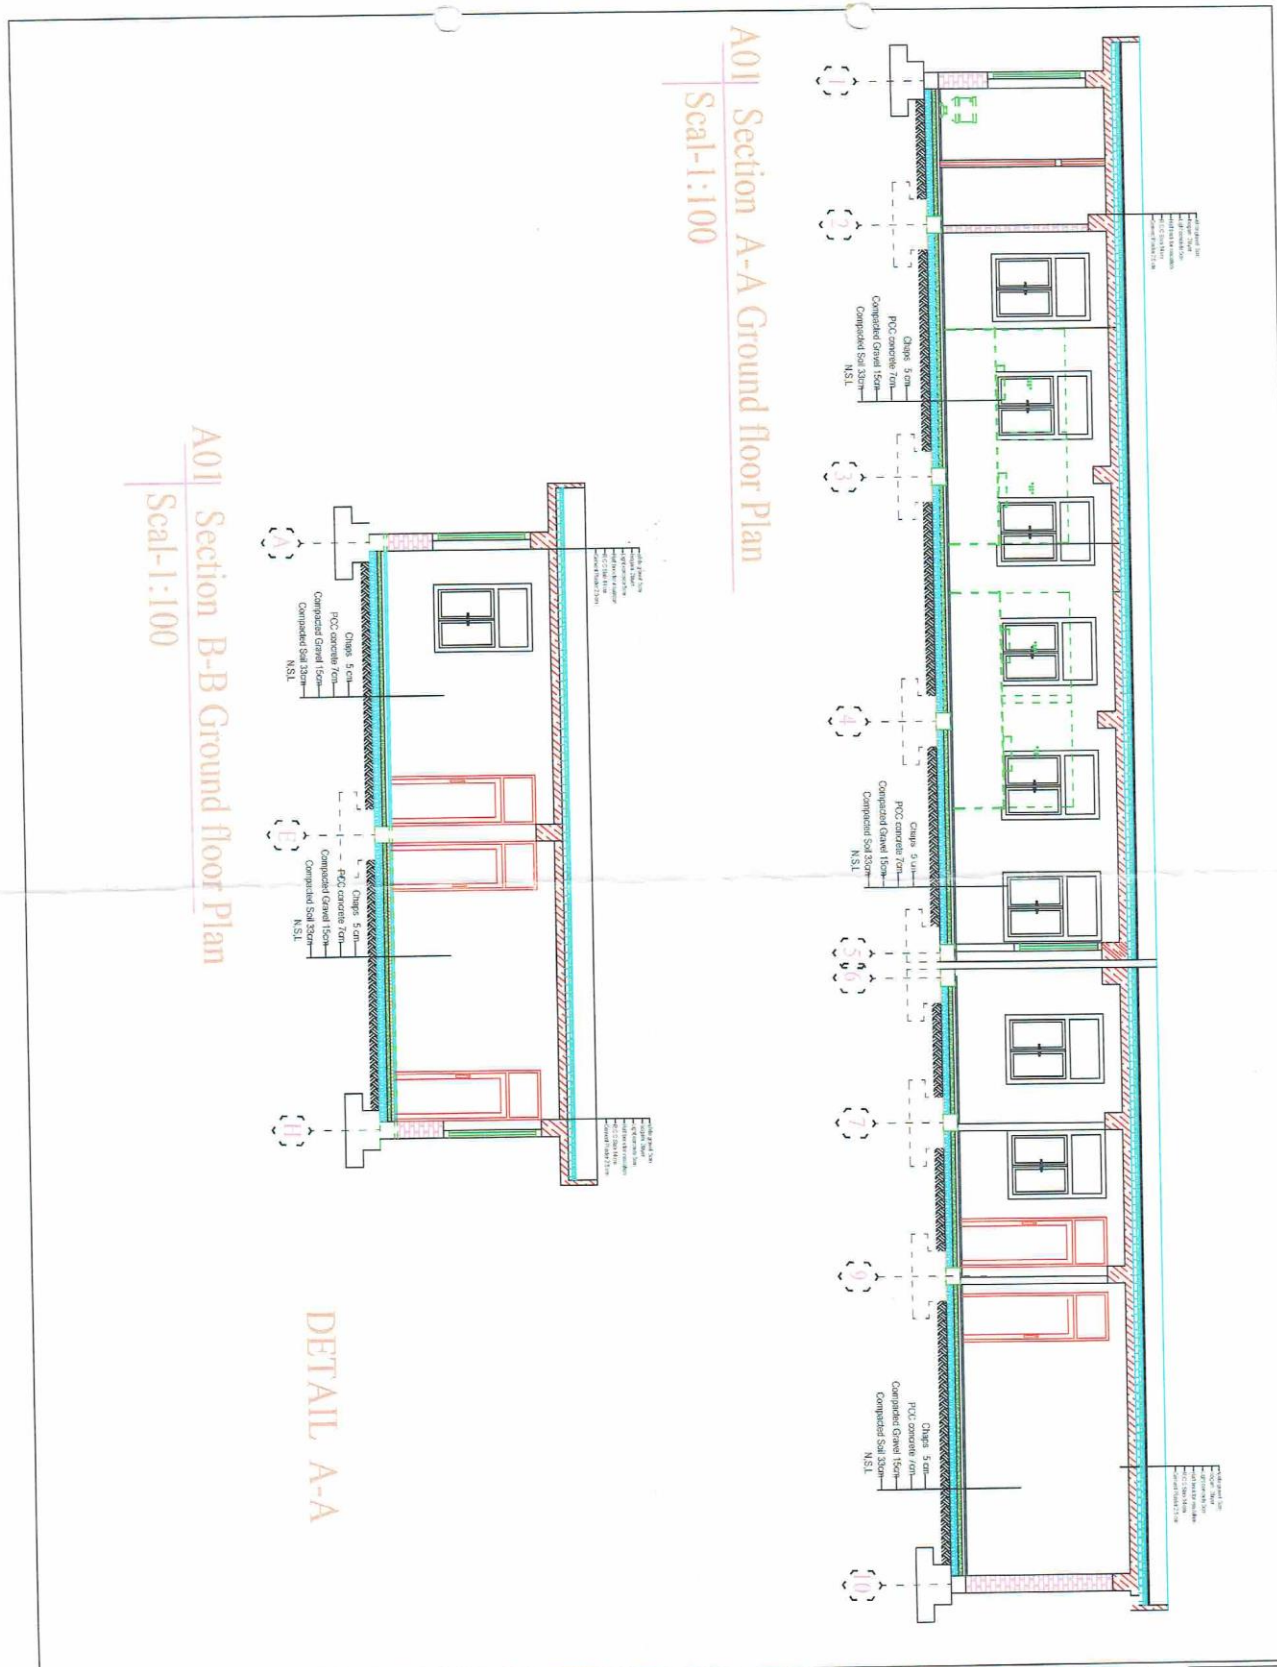 A01 Section A-A Ground floor Plan
Scal-1:100
1
2
3
4
5
6
7
9
10
Chaps 5 cm
PCC concrete 7cm
Compacted Gravel 15cm
Compacted Soil 33cm
N.S.L
Chaps 5 cm
PCC concrete 7cm
Compacted Gravel 15cm
Compacted Soil 33cm
N.S.L
Chaps 5 cm
PCC concrete 7cm
Compacted Gravel 15cm
Compacted Soil 33cm
N.S.L
A01 Section B-B Ground floor Plan
Scal-1:100
A
E
H
Chaps 5 cm
PCC concrete 7cm
Compacted Gravel 15cm
Compacted Soil 33cm
N.S.L
Chaps 5 cm
PCC concrete 7cm
Compacted Gravel 15cm
Compacted Soil 33cm
N.S.L
DETAIL A-A